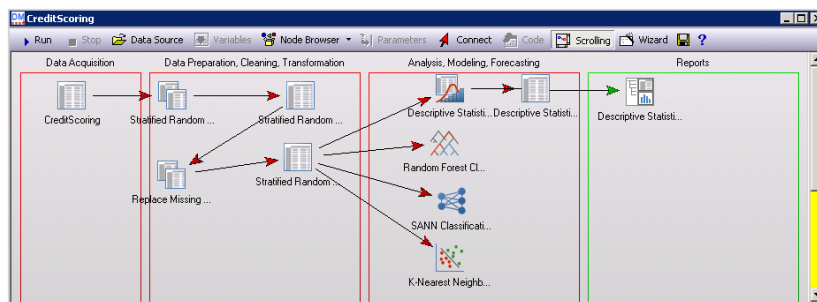 DM CreditScoring
Run Stop Data Source Variables Node Browser Parameters Connect Code Scrolling Wizard ?
Data Acquisition Data Preparation, Cleaning, Transformation Analysis, Modeling, Forecasting Reports
CreditScoring Stratified Random ... Stratified Random ... Descriptive Statisti... Descriptive Statisti... Descriptive Statisti...
Replace Missing ... Stratified Random ... Random Forest Cl...
SANN Classificati...
K-Nearest Neighb...